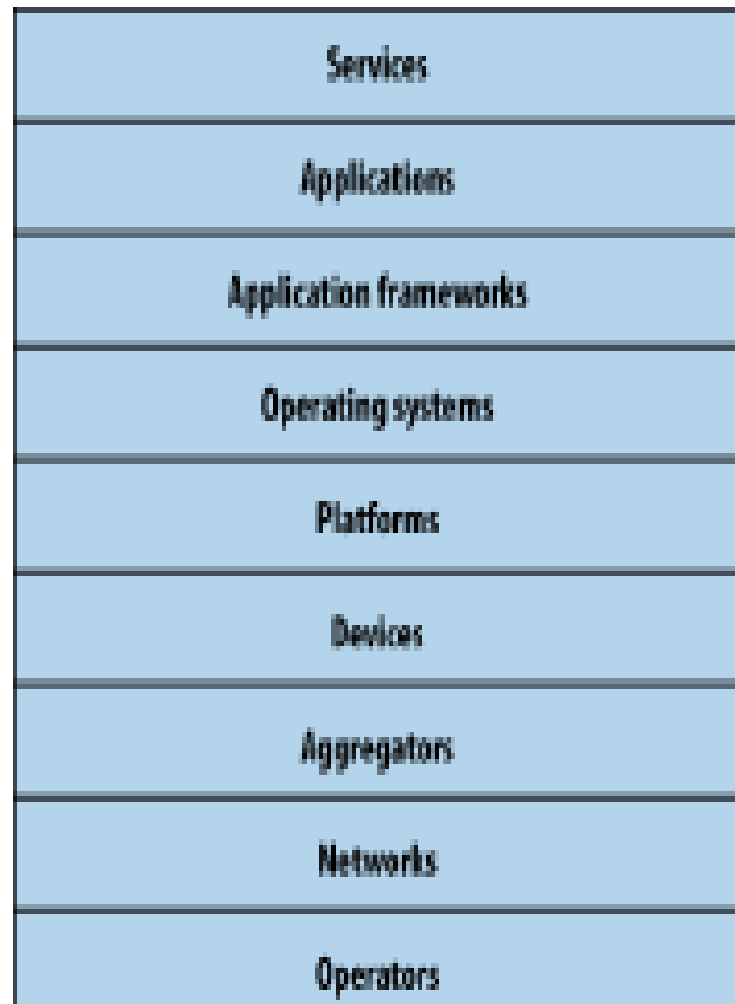 Services
Applications
Application frameworks
Operating systems
Platforms
Devices
Aggregators
Networks
Operators